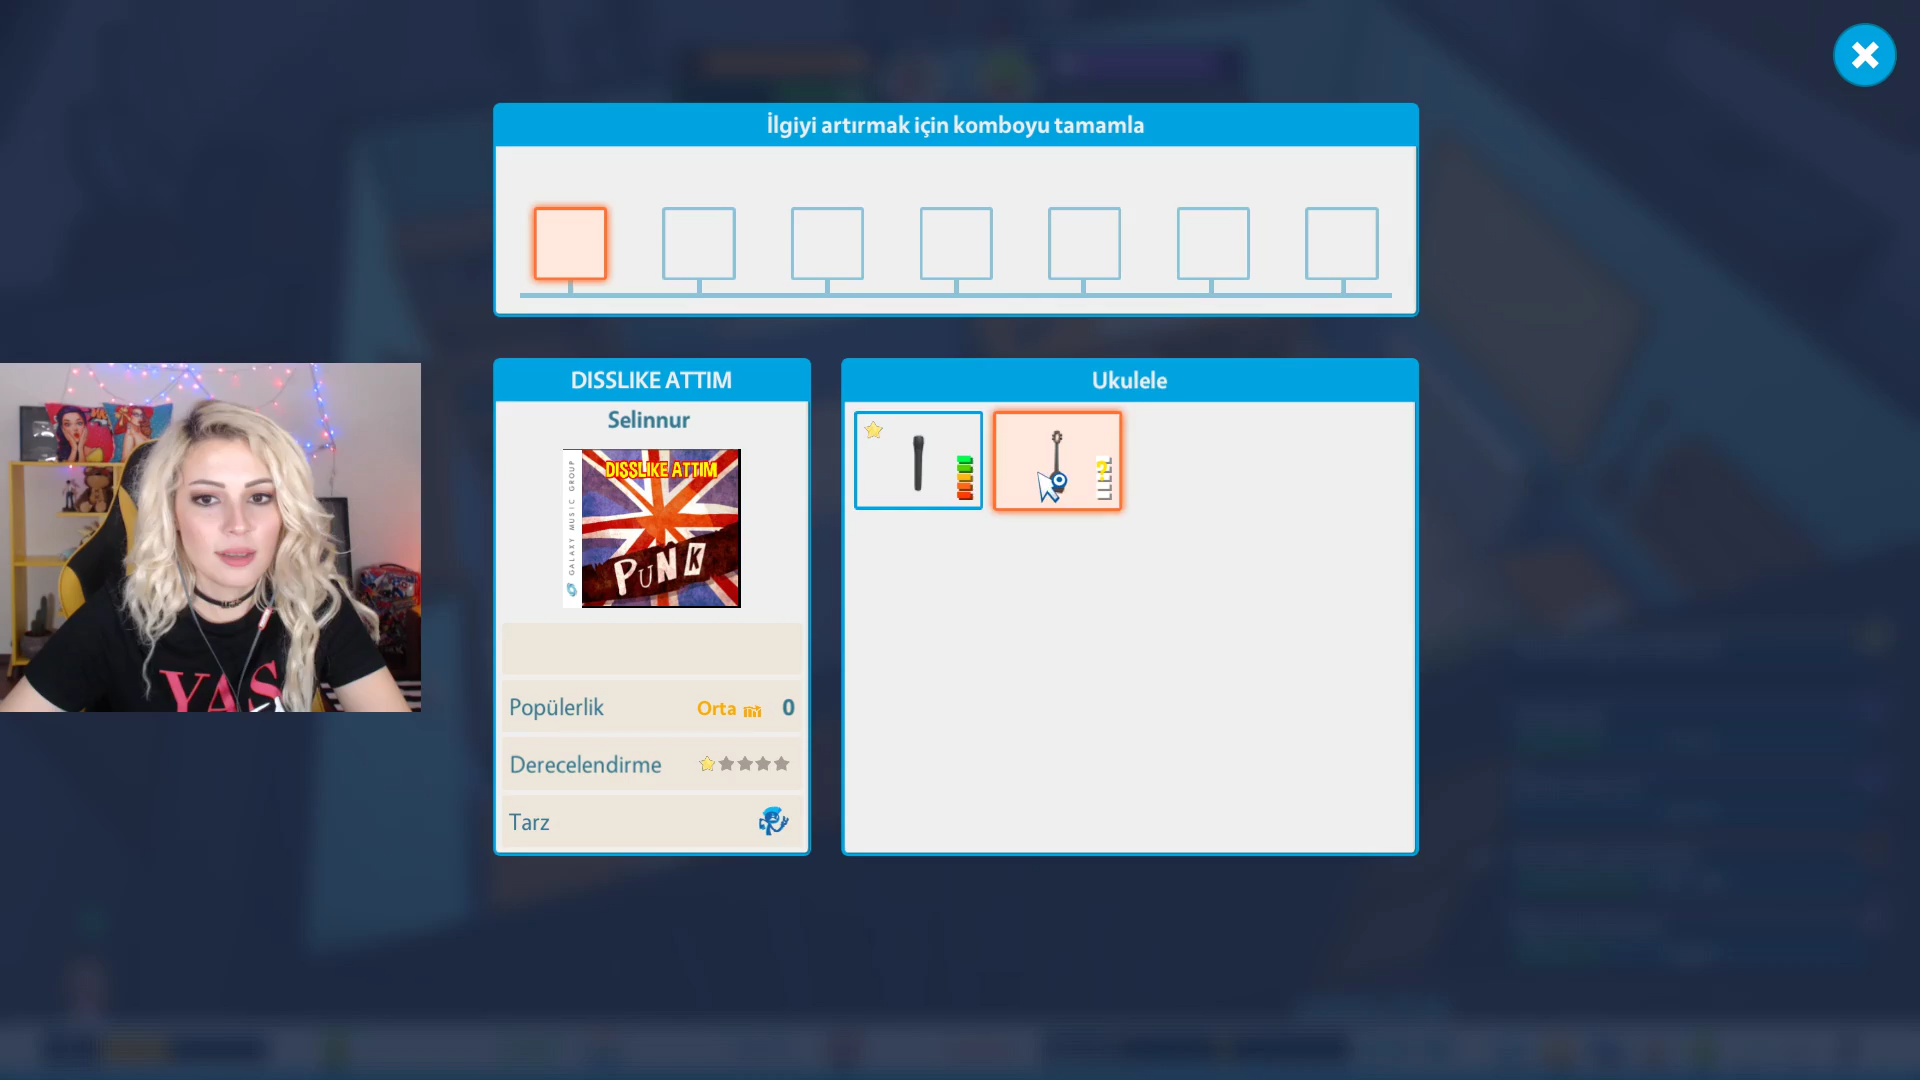 İlgiyi artırmak için komboyu tamamla
DISSLIKE ATTIM
Selinnur
GALAXY MUSIC GROUP
DISSLIKE ATTIM
PUNK
Popülerlik Orta 0
Derecelendirme
Tarz
Ukulele
?
YAS